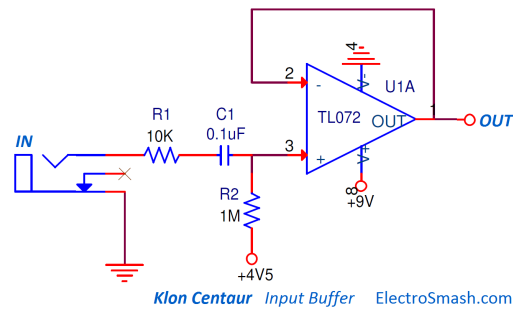 4
2
U1A
V-
-
R1
C1
TL072
OUT
1
OUT
IN
10K
0.1uF
3
+
V+
R2
8
1M
+9V
+4V5
Klon Centaur Input Buffer ElectroSmash.com